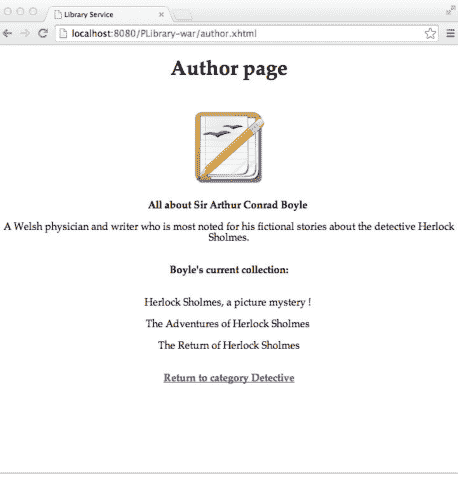 Library Service
localhost:8080/PLibrary-war/author.xhtml
Author page
All about Sir Arthur Conrad Boyle
A Welsh physician and writer who is most noted for his fictional stories about the detective Herlock
Sholmes.
Boyle's current collection:
Herlock Sholmes, a picture mystery !
The Adventures of Herlock Sholmes
The Return of Herlock Sholmes
Return to category Detective